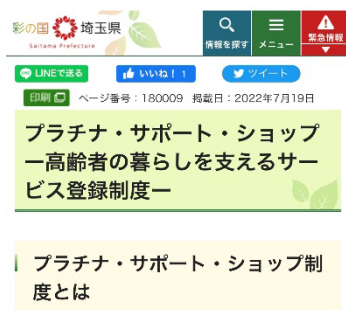 彩の国 埼玉県
Saitama Prefecture
情報を探す
メニュー
緊急情報
LINEで送る
いいね！ 1
ツイート
印刷 ページ番号：180009 掲載日：2022年7月19日
プラチナ・サポート・ショップ
ー高齢者の暮らしを支えるサー
ビス登録制度ー
プラチナ・サポート・ショップ制
度とは